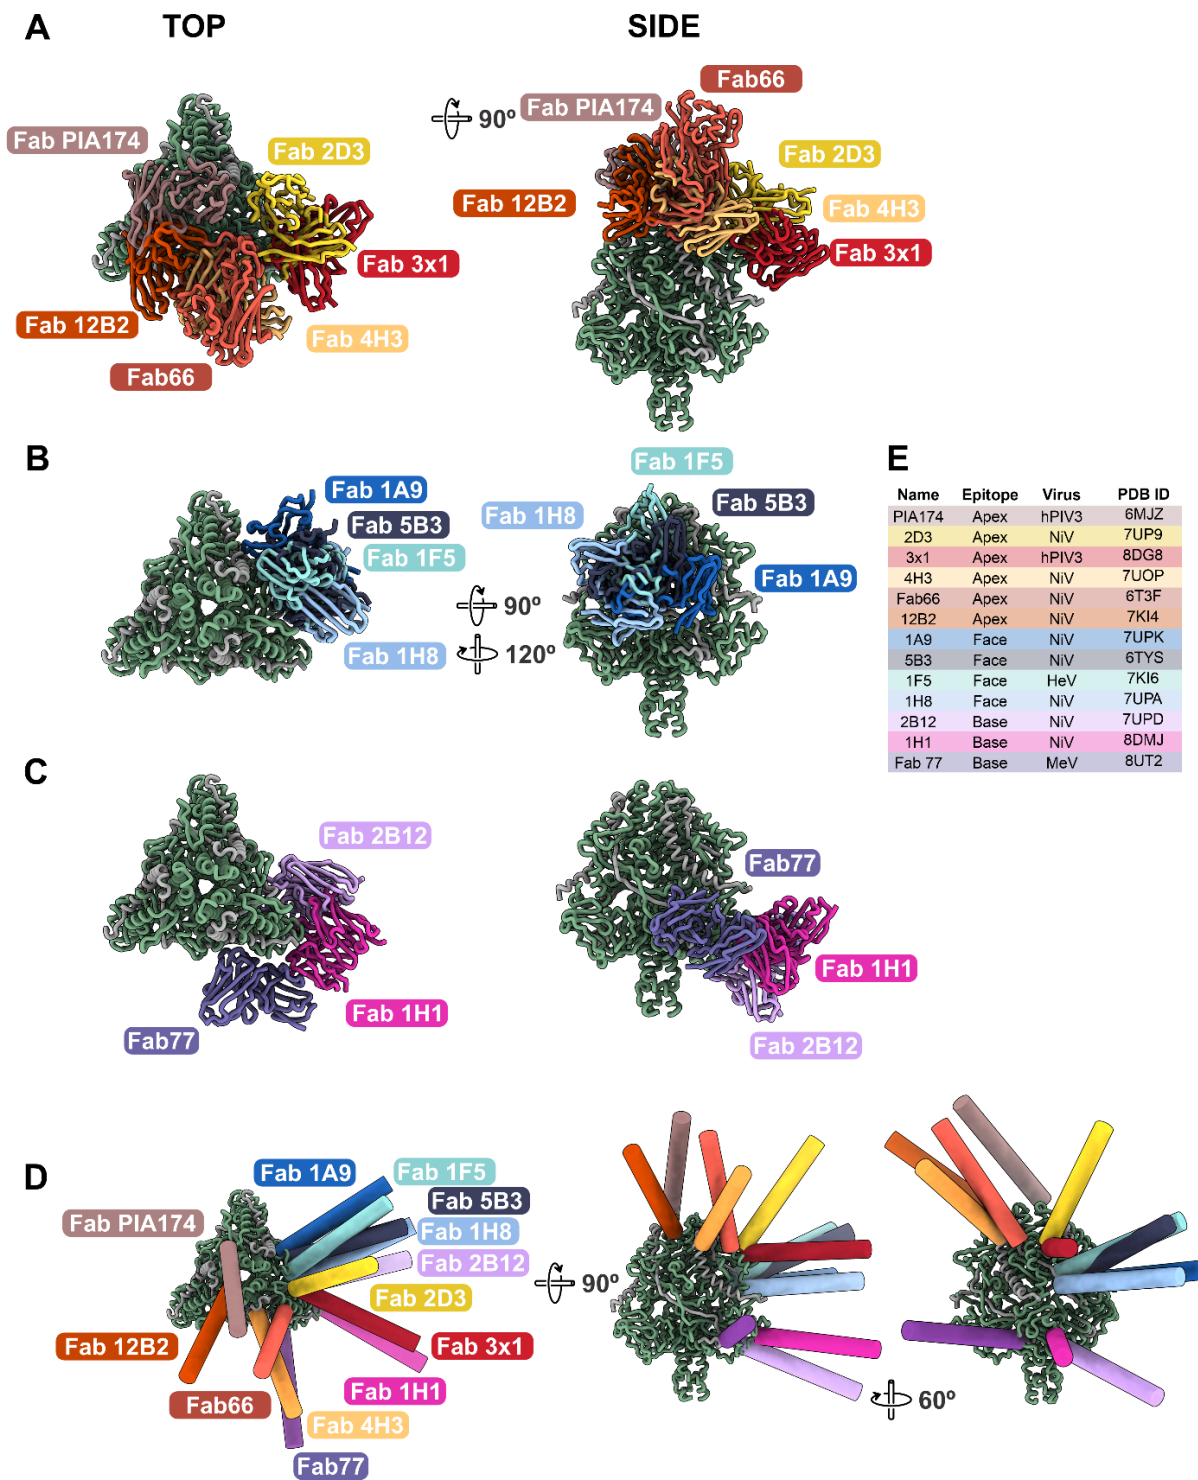 A
TOP
SIDE
Fab PIA174
Fab 2D3
Fab 3x1
Fab 12B2
Fab 4H3
Fab66
90º
Fab66
Fab PIA174
Fab 2D3
Fab 12B2
Fab 4H3
Fab 3x1
B
Fab 1A9
Fab 5B3
Fab 1F5
Fab 1H8
90º
120º
Fab 1F5
Fab 5B3
Fab 1H8
Fab 1A9
E
Name Epitope Virus PDB ID
PIA174 Apex hPIV3 6MJZ
2D3 Apex NiV 7UP9
3x1 Apex hPIV3 8DG8
4H3 Apex NiV 7UOP
Fab66 Apex NiV 6T3F
12B2 Apex NiV 7KI4
1A9 Face NiV 7UPK
5B3 Face NiV 6TYS
1F5 Face HeV 7KI6
1H8 Face NiV 7UPA
2B12 Base NiV 7UPD
1H1 Base NiV 8DMJ
Fab 77 Base MeV 8UT2
C
Fab 2B12
Fab 1H1
Fab77
Fab77
Fab 1H1
Fab 2B12
D
Fab 1A9
Fab 1F5
Fab 5B3
Fab PIA174
Fab 1H8
Fab 2B12
Fab 2D3
Fab 12B2
Fab 3x1
Fab66
Fab 1H1
Fab 4H3
Fab77
90º
60º